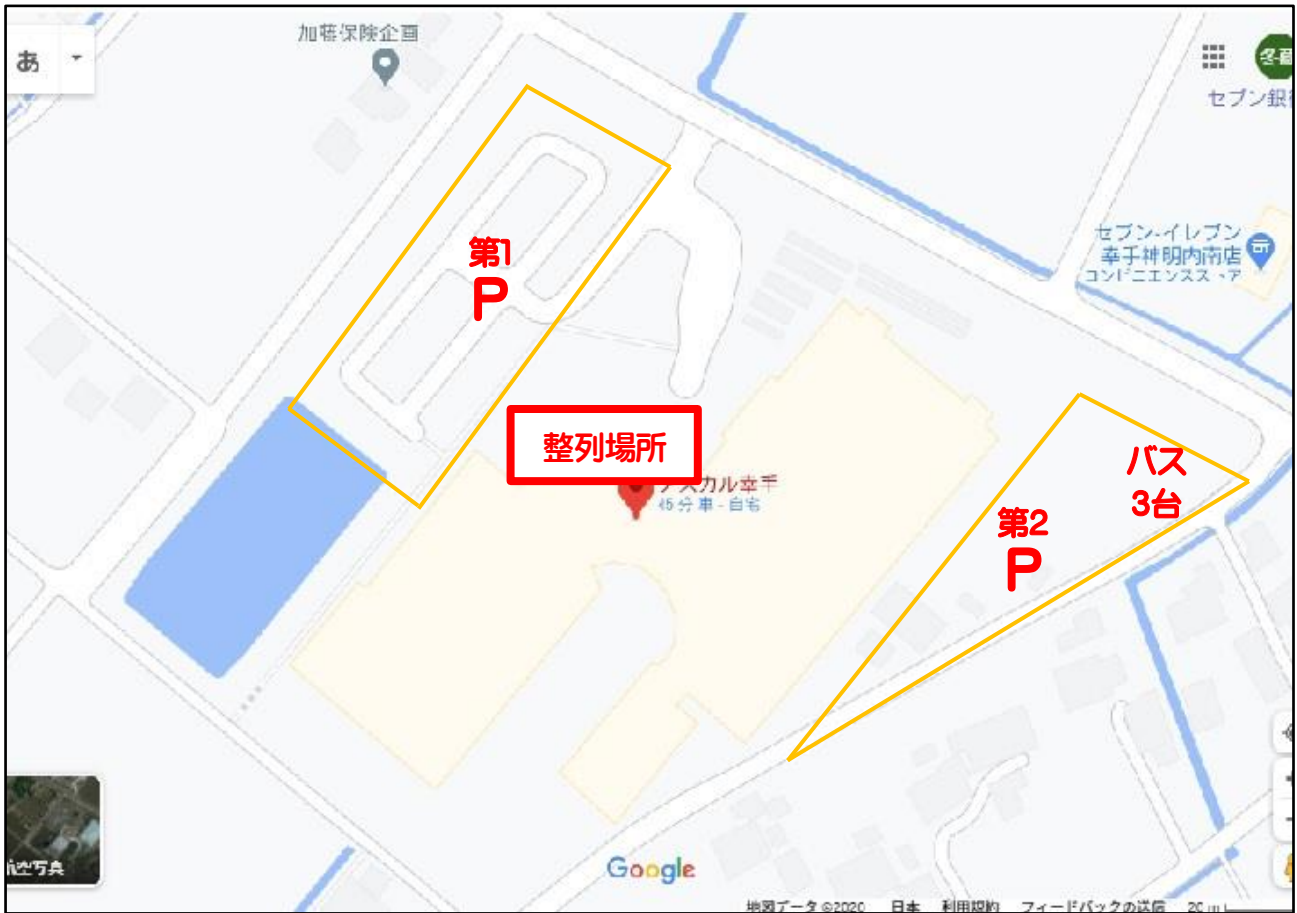 加藤保険企画
あ
冬夏
セブン銀行
第1
P
セブン-イレブン
幸手神明内南店
コンビニエンスストア
整列場所
アスカル幸手
45 分 車 - 自宅
バス
3台
第2
P
航空写真
Google
地図データ ©2020 日本 利用規約 フィードバックの送信 20 m